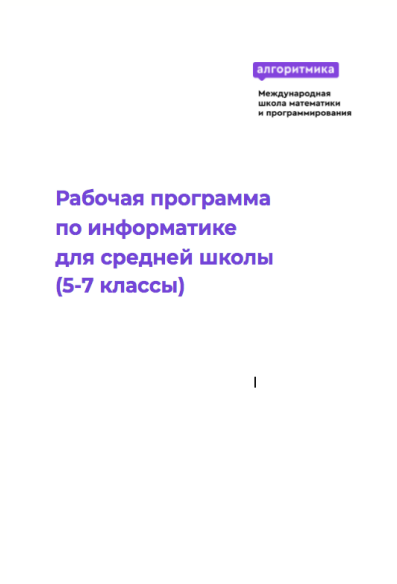 алгоритмика
Международная
школа математики
и программирования
Рабочая программа
по информатике
для средней школы
(5-7 классы)